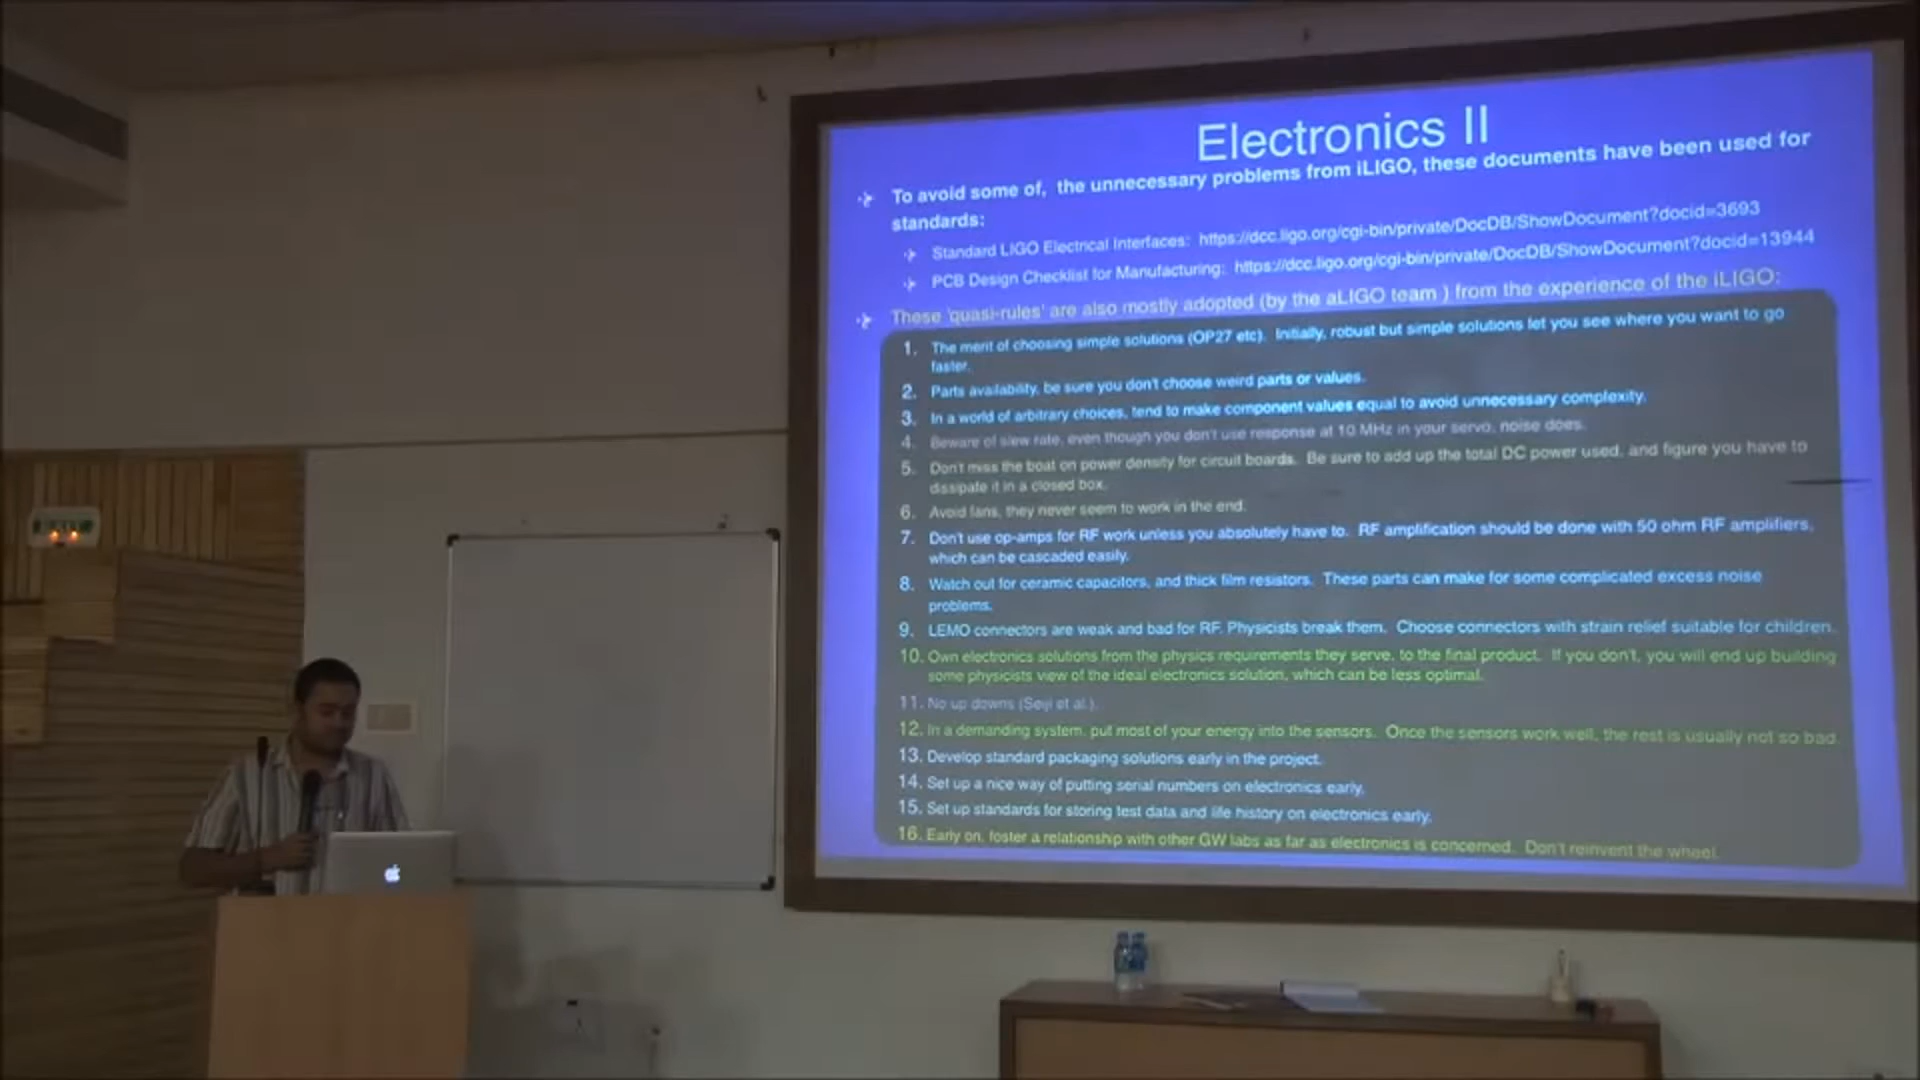 Electronics II
To avoid some of, the unnecessary problems from iLIGO, these documents have been used for
standards:
Standard LIGO Electrical Interfaces: https://dcc.ligo.org/cgi-bin/private/DocDB/ShowDocument?docid=3693
PCB Design Checklist for Manufacturing: https://dcc.ligo.org/cgi-bin/private/DocDB/ShowDocument?docid=13944
These 'quasi-rules' are also mostly adopted (by the aLIGO team ) from the experience of the iLIGO:
1. The merit of choosing simple solutions (OP27 etc). Initially, robust but simple solutions let you see where you want to go
faster.
2. Parts availability, be sure you don't choose weird parts or values.
3. In a world of arbitrary choices, tend to make component values equal to avoid unnecessary complexity.
4. Beware of slew rate, even though you don't use response at 10 MHz in your servo, noise does.
5. Don't miss the boat on power density for circuit boards. Be sure to add up the total DC power used, and figure you have to
dissipate it in a closed box.
6. Avoid fans, they never seem to work in the end.
7. Don't use op-amps for RF work unless you absolutely have to. RF amplification should be done with 50 ohm RF amplifiers,
which can be cascaded easily.
8. Watch out for ceramic capacitors, and thick film resistors. These parts can make for some complicated excess noise
problems.
9. LEMO connectors are weak and bad for RF. Physicists break them. Choose connectors with strain relief suitable for children.
10. Own electronics solutions from the physics requirements they serve, to the final product. If you don't, you will end up building
some physicists view of the ideal electronics solution, which can be less optimal.
11. No up downs (Seiji et al.).
12. In a demanding system, put most of your energy into the sensors. Once the sensors work well, the rest is usually not so bad.
13. Develop standard packaging solutions early in the project.
14. Set up a nice way of putting serial numbers on electronics early.
15. Set up standards for storing test data and life history on electronics early.
16. Early on, foster a relationship with other GW labs as far as electronics is concerned. Don't reinvent the wheel.